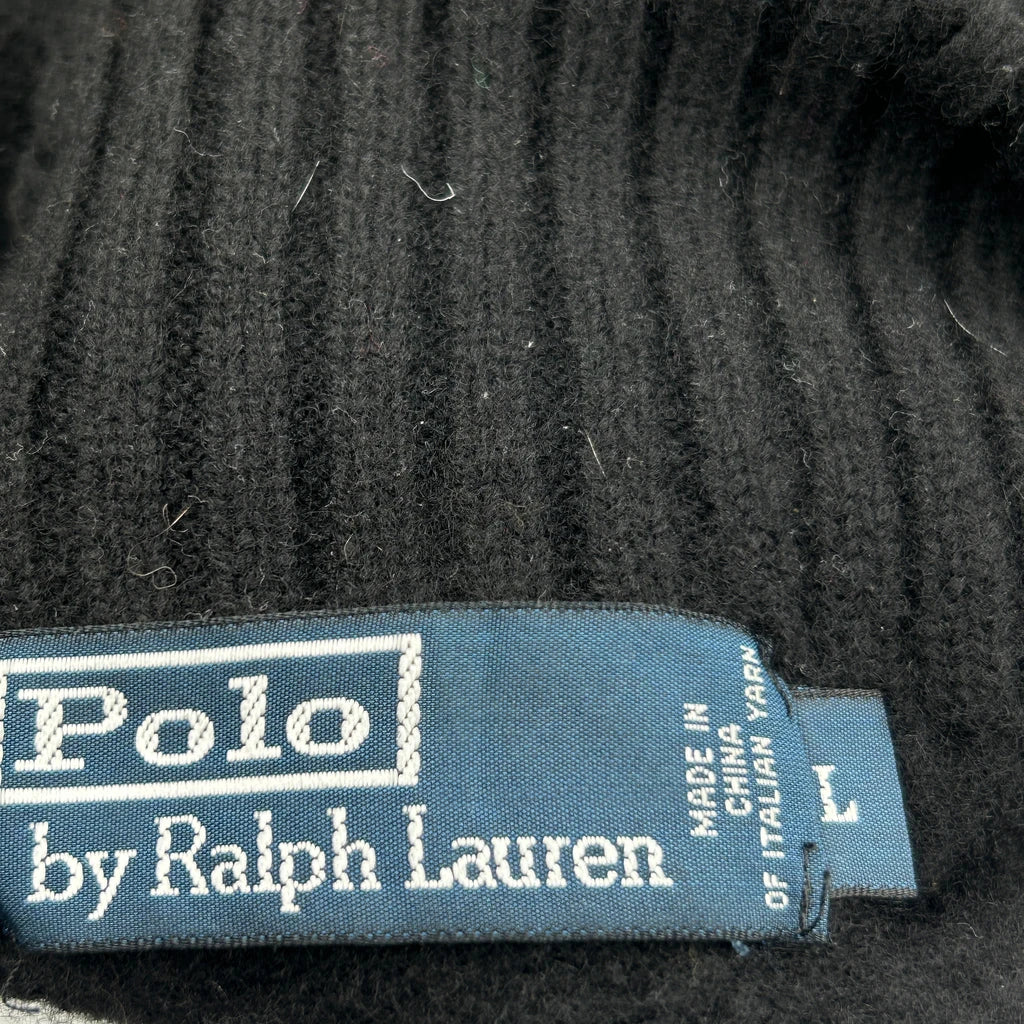 Polo
by Ralph Lauren
MADE IN
CHINA
OF ITALIAN YARN
L